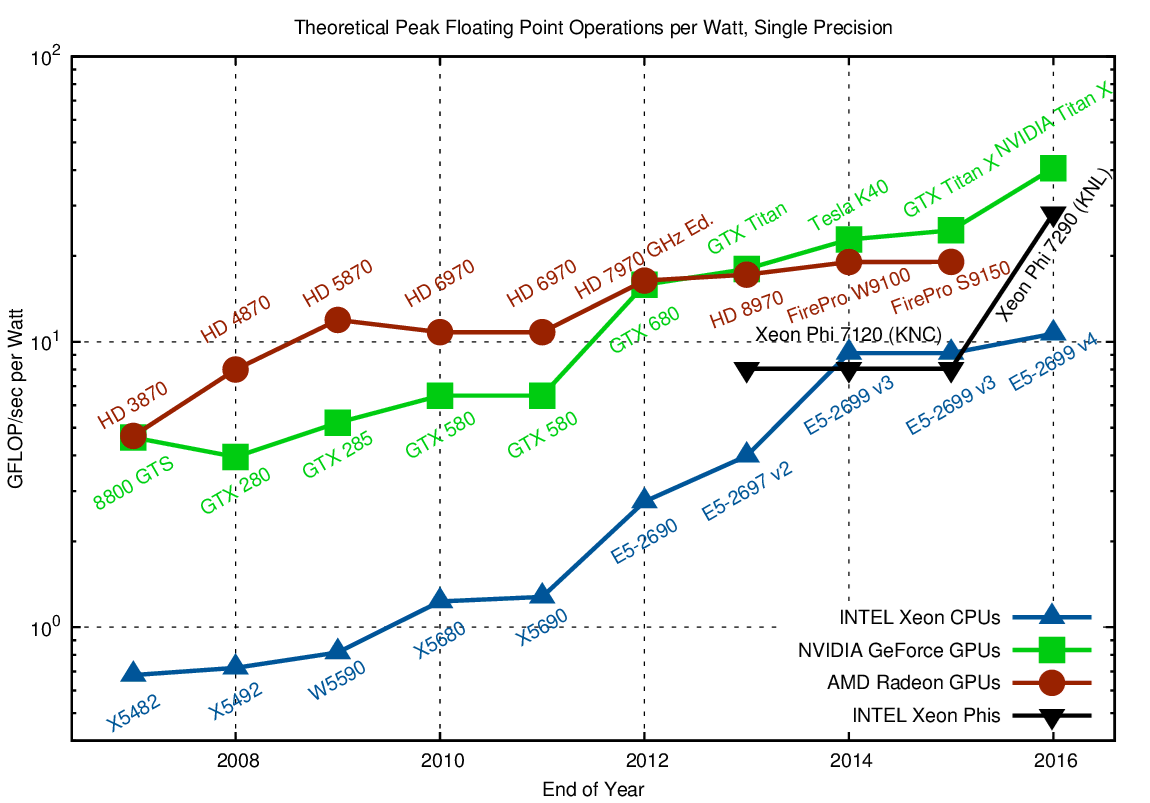 Theoretical Peak Floating Point Operations per Watt, Single Precision
10^2
10^1
10^0
GFLOP/sec per Watt
HD 3870
HD 4870
HD 5870
HD 6970
HD 6970
HD 7970 GHz Ed.
HD 8970
FirePro W9100
FirePro S9150
8800 GTS
GTX 280
GTX 285
GTX 580
GTX 580
GTX 680
GTX Titan
Tesla K40
GTX Titan X
NVIDIA Titan X
Xeon Phi 7120 (KNC)
Xeon Phi 7290 (KNL)
X5482
X5492
W5590
X5680
X5690
E5-2690
E5-2697 v2
E5-2699 v3
E5-2699 v3
E5-2699 v4
INTEL Xeon CPUs
NVIDIA GeForce GPUs
AMD Radeon GPUs
INTEL Xeon Phis
2008
2010
2012
2014
2016
End of Year